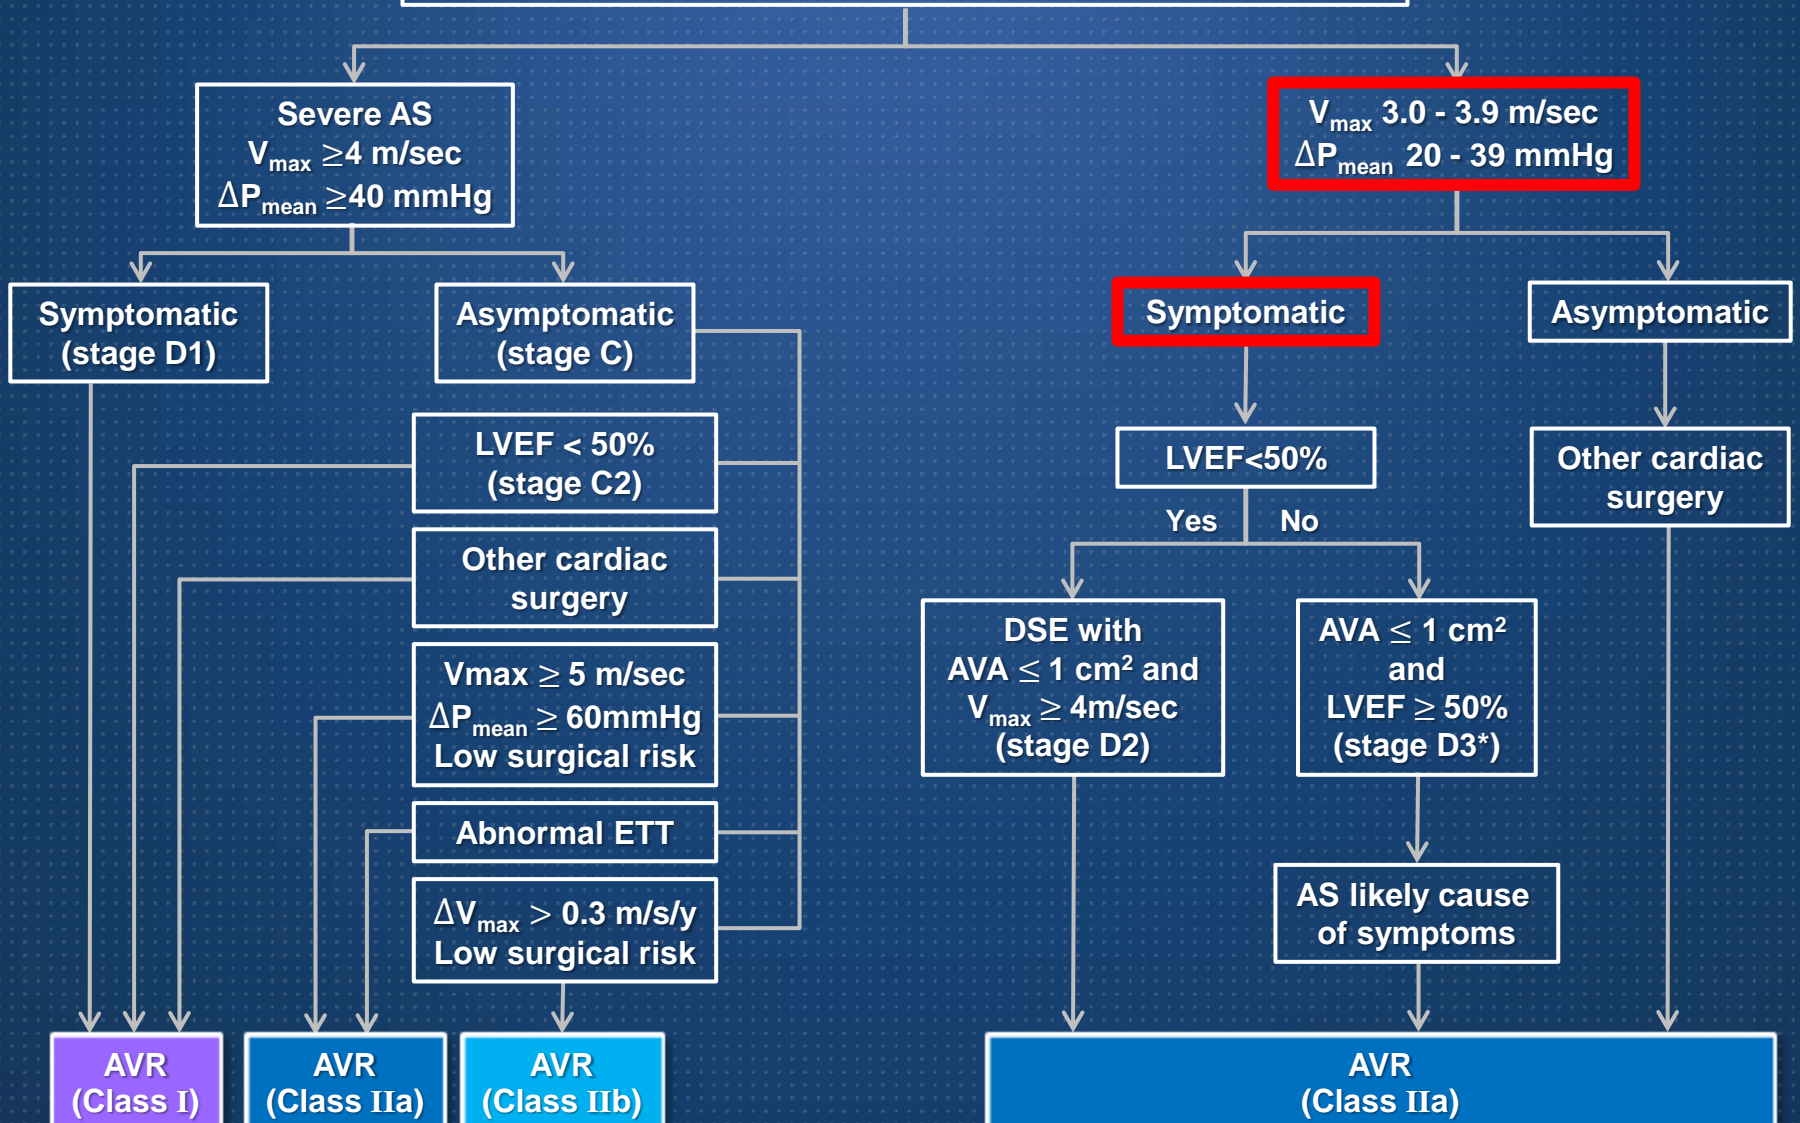 Severe AS
Vmax ≥4 m/sec
ΔPmean ≥40 mmHg
Vmax 3.0 - 3.9 m/sec
ΔPmean 20 - 39 mmHg
Symptomatic
(stage D1)
Asymptomatic
(stage C)
Symptomatic
Asymptomatic
LVEF < 50%
(stage C2)
LVEF<50%
Other cardiac
surgery
Yes
No
Other cardiac
surgery
DSE with
AVA ≤ 1 cm² and
Vmax ≥ 4m/sec
(stage D2)
AVA ≤ 1 cm²
and
LVEF ≥ 50%
(stage D3*)
Vmax ≥ 5 m/sec
ΔPmean ≥ 60mmHg
Low surgical risk
Abnormal ETT
ΔVmax > 0.3 m/s/y
Low surgical risk
AS likely cause
of symptoms
AVR
(Class I)
AVR
(Class IIa)
AVR
(Class IIb)
AVR
(Class IIa)